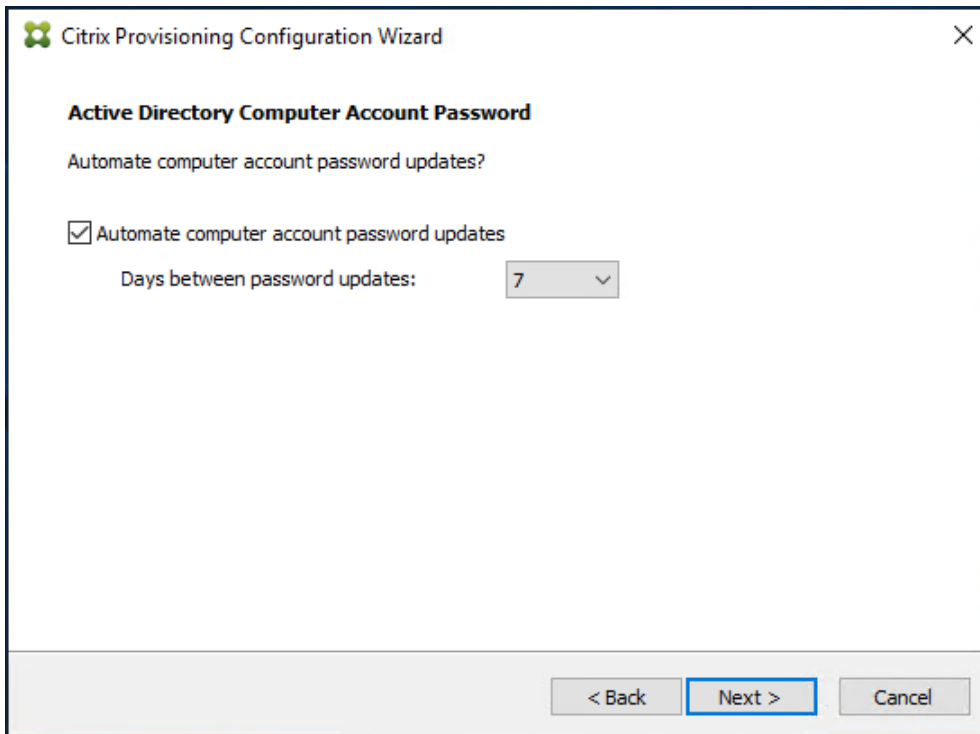 Citrix Provisioning Configuration Wizard
Active Directory Computer Account Password
Automate computer account password updates?
Automate computer account password updates
Days between password updates: 7
< Back Next > Cancel